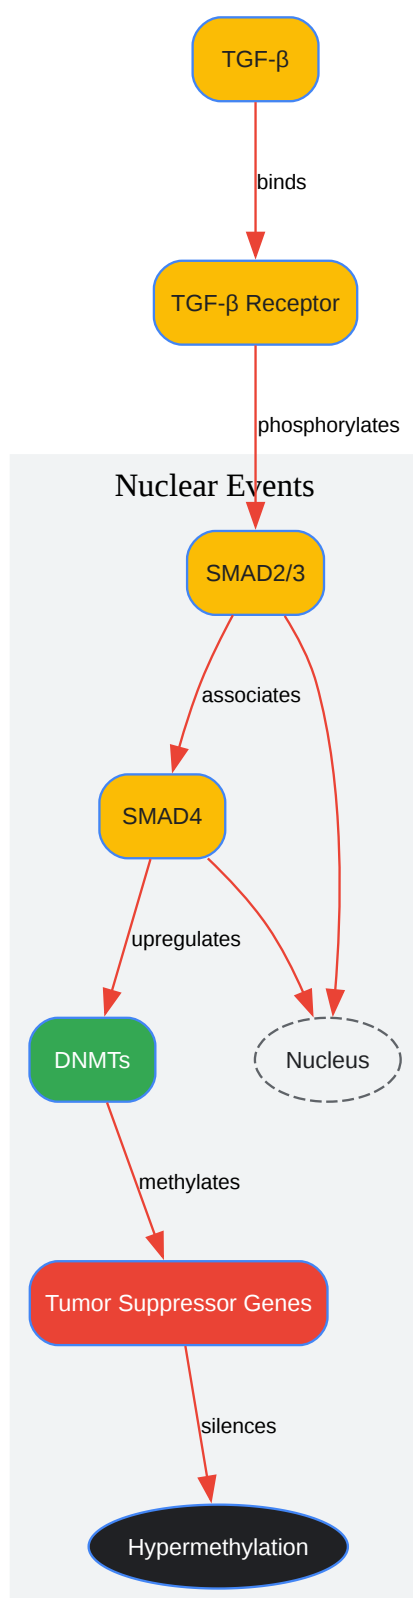 TGF-β
binds
TGF-β Receptor
phosphorylates
Nuclear Events
SMAD2/3
associates
SMAD4
upregulates
DNMTs
Nucleus
methylates
Tumor Suppressor Genes
silences
Hypermethylation